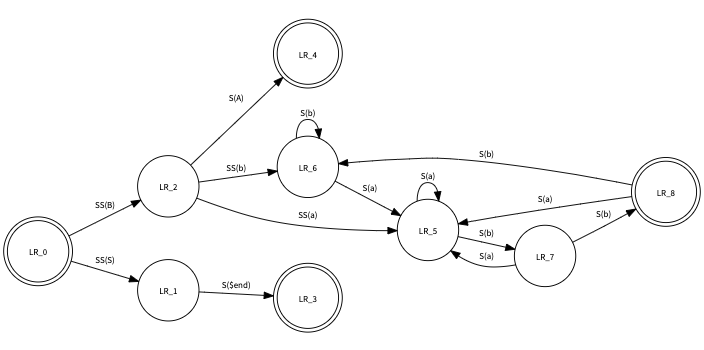 LR_4
S(A)
S(b)
S(b)
LR_6
S(a)
SS(b)
LR_2
S(a)
LR_8
S(a)
SS(B)
SS(a)
S(b)
LR_5
S(b)
LR_0
S(a)
LR_7
SS(S)
LR_1
S($end)
LR_3